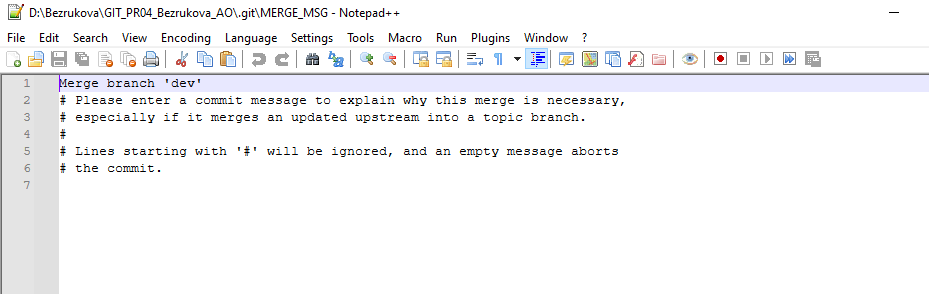 D:\Bezrukova\GIT_PR04_Bezrukova_AO\.git\MERGE_MSG - Notepad++
File Edit Search View Encoding Language Settings Tools Macro Run Plugins Window ?
1 Merge branch 'dev'
2 # Please enter a commit message to explain why this merge is necessary,
3 # especially if it merges an updated upstream into a topic branch.
4 #
5 # Lines starting with '#' will be ignored, and an empty message aborts
6 # the commit.
7